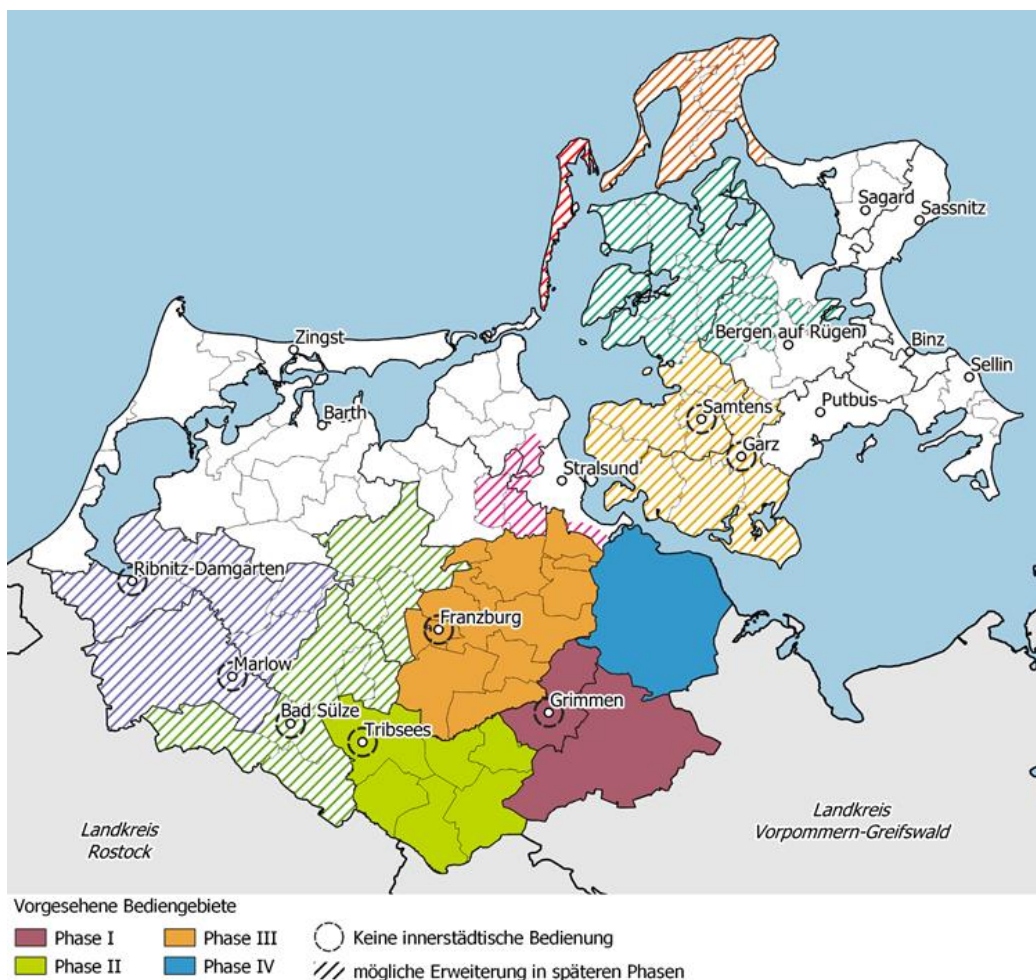 Sagard
Sassnitz
Zingst
Bergen auf Rügen
Binz
Sellin
Barth
Samtens
Putbus
Garz
Stralsund
Ribnitz-Damgarten
Franzburg
Marlow
Grimmen
Bad Sülze
Tribsees
Landkreis
Rostock
Landkreis
Vorpommern-Greifswald
Vorgesehene Bediengebiete
Phase I
Phase III
Keine innerstädtische Bedienung
Phase II
Phase IV
mögliche Erweiterung in späteren Phasen